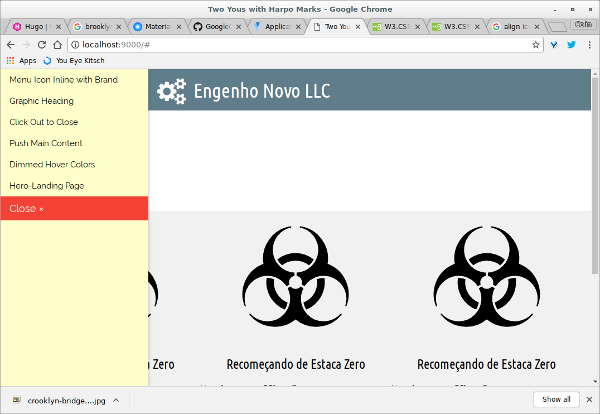 Two Yous with Harpo Marks - Google Chrome
Hugo |
brookly
Materia
Google
Applica
Two You
W3.CSS
W3.CSS
align ic
Colin
localhost:9000/#
Apps
You Eye Kitsch
Menu Icon Inline with Brand
Graphic Heading
Click Out to Close
Push Main Content
Dimmed Hover Colors
Hero-Landing Page
Close ×
Engenho Novo LLC
Zero
Recomeçando de Estaca Zero
Recomeçando de Estaca Zero
crooklyn-bridge....jpg
Show all